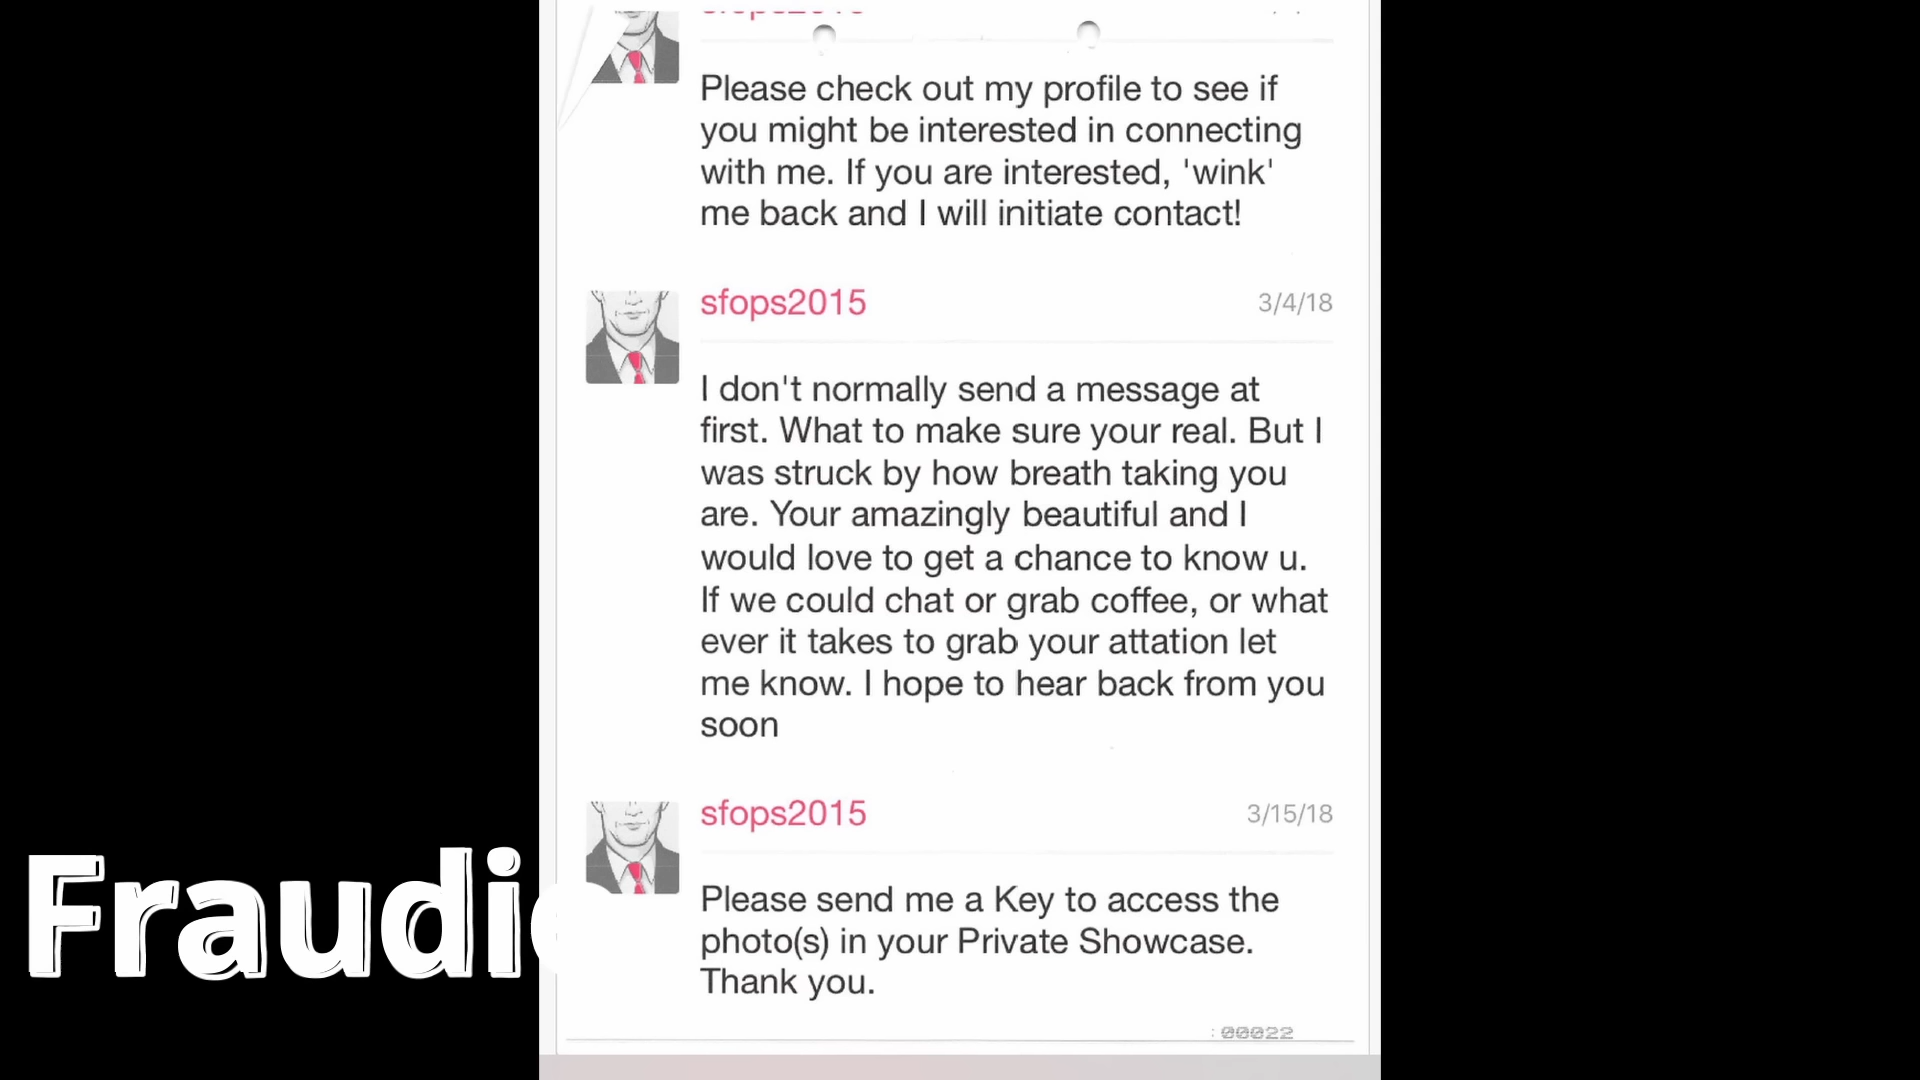 Please check out my profile to see if
you might be interested in connecting
with me. If you are interested, 'wink'
me back and I will initiate contact!
sfops2015
3/4/18
I don't normally send a message at
first. What to make sure your real. But I
was struck by how breath taking you
are. Your amazingly beautiful and I
would love to get a chance to know u.
If we could chat or grab coffee, or what
ever it takes to grab your attation let
me know. I hope to hear back from you
soon
sfops2015
3/15/18
Please send me a Key to access the
photo(s) in your Private Showcase.
Thank you.
00022